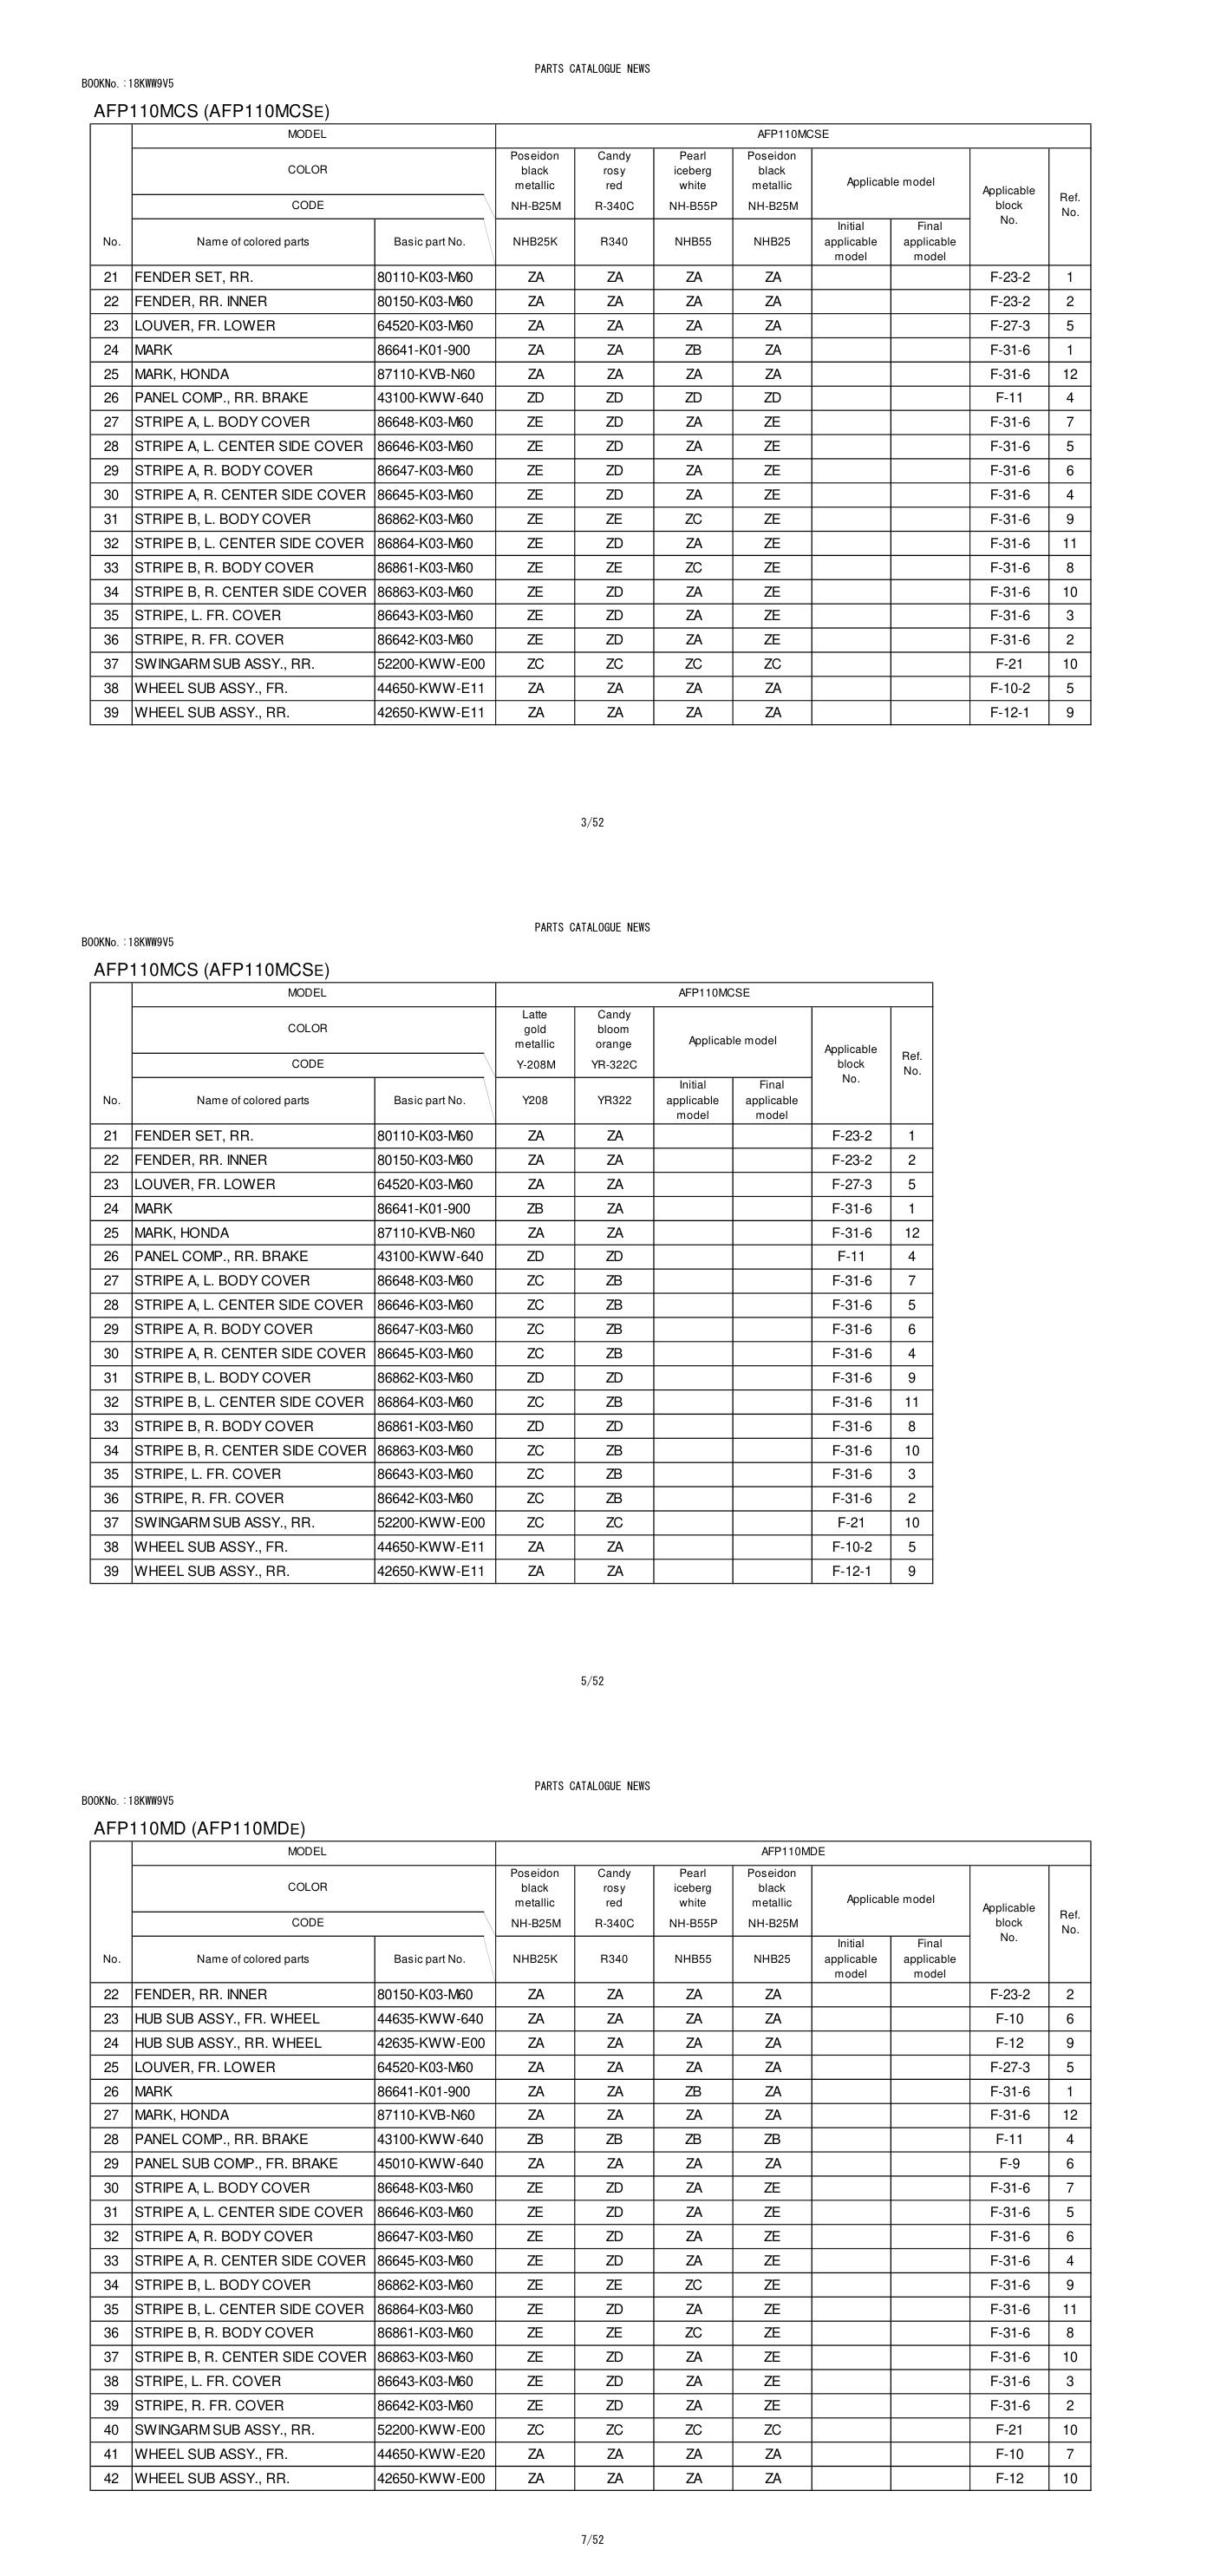 PARTS CATALOGUE NEWS
BOOKNo. :18KWW9V5
AFP110MCS (AFP110MCSE)
MODEL AFP110MCSE
COLOR Poseidon black metallic Candy rosy red Pearl iceberg white Poseidon black metallic Applicable model Applicable block No. Ref. No.
CODE NH-B25M R-340C NH-B55P NH-B25M
No. Name of colored parts Basic part No. NHB25K R340 NHB55 NHB25 Initial applicable model Final applicable model
21 FENDER SET, RR. 80110-K03-M60 ZA ZA ZA ZA F-23-2 1
22 FENDER, RR. INNER 80150-K03-M60 ZA ZA ZA ZA F-23-2 2
23 LOUVER, FR. LOWER 64520-K03-M60 ZA ZA ZA ZA F-27-3 5
24 MARK 86641-K01-900 ZA ZA ZB ZA F-31-6 1
25 MARK, HONDA 87110-KVB-N60 ZA ZA ZA ZA F-31-6 12
26 PANEL COMP., RR. BRAKE 43100-KWW-640 ZD ZD ZD ZD F-11 4
27 STRIPE A, L. BODY COVER 86648-K03-M60 ZE ZD ZA ZE F-31-6 7
28 STRIPE A, L. CENTER SIDE COVER 86646-K03-M60 ZE ZD ZA ZE F-31-6 5
29 STRIPE A, R. BODY COVER 86647-K03-M60 ZE ZD ZA ZE F-31-6 6
30 STRIPE A, R. CENTER SIDE COVER 86645-K03-M60 ZE ZD ZA ZE F-31-6 4
31 STRIPE B, L. BODY COVER 86862-K03-M60 ZE ZE ZC ZE F-31-6 9
32 STRIPE B, L. CENTER SIDE COVER 86864-K03-M60 ZE ZD ZA ZE F-31-6 11
33 STRIPE B, R. BODY COVER 86861-K03-M60 ZE ZE ZC ZE F-31-6 8
34 STRIPE B, R. CENTER SIDE COVER 86863-K03-M60 ZE ZD ZA ZE F-31-6 10
35 STRIPE, L. FR. COVER 86643-K03-M60 ZE ZD ZA ZE F-31-6 3
36 STRIPE, R. FR. COVER 86642-K03-M60 ZE ZD ZA ZE F-31-6 2
37 SWINGARM SUB ASSY., RR. 52200-KWW-E00 ZC ZC ZC ZC F-21 10
38 WHEEL SUB ASSY., FR. 44650-KWW-E11 ZA ZA ZA ZA F-10-2 5
39 WHEEL SUB ASSY., RR. 42650-KWW-E11 ZA ZA ZA ZA F-12-1 9
3/52
PARTS CATALOGUE NEWS
BOOKNo. :18KWW9V5
AFP110MCS (AFP110MCSE)
MODEL AFP110MCSE
COLOR Latte gold metallic Candy bloom orange Applicable model Applicable block No. Ref. No.
CODE Y-208M YR-322C
No. Name of colored parts Basic part No. Y208 YR322 Initial applicable model Final applicable model
21 FENDER SET, RR. 80110-K03-M60 ZA ZA F-23-2 1
22 FENDER, RR. INNER 80150-K03-M60 ZA ZA F-23-2 2
23 LOUVER, FR. LOWER 64520-K03-M60 ZA ZA F-27-3 5
24 MARK 86641-K01-900 ZB ZA F-31-6 1
25 MARK, HONDA 87110-KVB-N60 ZA ZA F-31-6 12
26 PANEL COMP., RR. BRAKE 43100-KWW-640 ZD ZD F-11 4
27 STRIPE A, L. BODY COVER 86648-K03-M60 ZC ZB F-31-6 7
28 STRIPE A, L. CENTER SIDE COVER 86646-K03-M60 ZC ZB F-31-6 5
29 STRIPE A, R. BODY COVER 86647-K03-M60 ZC ZB F-31-6 6
30 STRIPE A, R. CENTER SIDE COVER 86645-K03-M60 ZC ZB F-31-6 4
31 STRIPE B, L. BODY COVER 86862-K03-M60 ZD ZD F-31-6 9
32 STRIPE B, L. CENTER SIDE COVER 86864-K03-M60 ZC ZB F-31-6 11
33 STRIPE B, R. BODY COVER 86861-K03-M60 ZD ZD F-31-6 8
34 STRIPE B, R. CENTER SIDE COVER 86863-K03-M60 ZC ZB F-31-6 10
35 STRIPE, L. FR. COVER 86643-K03-M60 ZC ZB F-31-6 3
36 STRIPE, R. FR. COVER 86642-K03-M60 ZC ZB F-31-6 2
37 SWINGARM SUB ASSY., RR. 52200-KWW-E00 ZC ZC F-21 10
38 WHEEL SUB ASSY., FR. 44650-KWW-E11 ZA ZA F-10-2 5
39 WHEEL SUB ASSY., RR. 42650-KWW-E11 ZA ZA F-12-1 9
5/52
PARTS CATALOGUE NEWS
BOOKNo. :18KWW9V5
AFP110MD (AFP110MDE)
MODEL AFP110MDE
COLOR Poseidon black metallic Candy rosy red Pearl iceberg white Poseidon black metallic Applicable model Applicable block No. Ref. No.
CODE NH-B25M R-340C NH-B55P NH-B25M
No. Name of colored parts Basic part No. NHB25K R340 NHB55 NHB25 Initial applicable model Final applicable model
22 FENDER, RR. INNER 80150-K03-M60 ZA ZA ZA ZA F-23-2 2
23 HUB SUB ASSY., FR. WHEEL 44635-KWW-640 ZA ZA ZA ZA F-10 6
24 HUB SUB ASSY., RR. WHEEL 42635-KWW-E00 ZA ZA ZA ZA F-12 9
25 LOUVER, FR. LOWER 64520-K03-M60 ZA ZA ZA ZA F-27-3 5
26 MARK 86641-K01-900 ZA ZA ZB ZA F-31-6 1
27 MARK, HONDA 87110-KVB-N60 ZA ZA ZA ZA F-31-6 12
28 PANEL COMP., RR. BRAKE 43100-KWW-640 ZB ZB ZB ZB F-11 4
29 PANEL SUB COMP., FR. BRAKE 45010-KWW-640 ZA ZA ZA ZA F-9 6
30 STRIPE A, L. BODY COVER 86648-K03-M60 ZE ZD ZA ZE F-31-6 7
31 STRIPE A, L. CENTER SIDE COVER 86646-K03-M60 ZE ZD ZA ZE F-31-6 5
32 STRIPE A, R. BODY COVER 86647-K03-M60 ZE ZD ZA ZE F-31-6 6
33 STRIPE A, R. CENTER SIDE COVER 86645-K03-M60 ZE ZD ZA ZE F-31-6 4
34 STRIPE B, L. BODY COVER 86862-K03-M60 ZE ZE ZC ZE F-31-6 9
35 STRIPE B, L. CENTER SIDE COVER 86864-K03-M60 ZE ZD ZA ZE F-31-6 11
36 STRIPE B, R. BODY COVER 86861-K03-M60 ZE ZE ZC ZE F-31-6 8
37 STRIPE B, R. CENTER SIDE COVER 86863-K03-M60 ZE ZD ZA ZE F-31-6 10
38 STRIPE, L. FR. COVER 86643-K03-M60 ZE ZD ZA ZE F-31-6 3
39 STRIPE, R. FR. COVER 86642-K03-M60 ZE ZD ZA ZE F-31-6 2
40 SWINGARM SUB ASSY., RR. 52200-KWW-E00 ZC ZC ZC ZC F-21 10
41 WHEEL SUB ASSY., FR. 44650-KWW-E20 ZA ZA ZA ZA F-10 7
42 WHEEL SUB ASSY., RR. 42650-KWW-E00 ZA ZA ZA ZA F-12 10
7/52